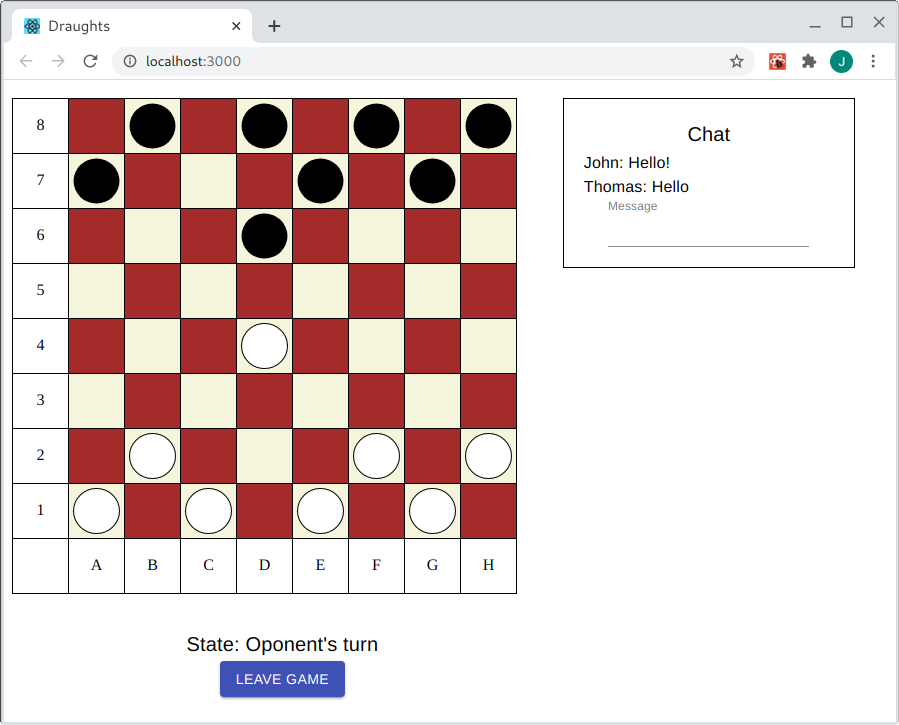 Draughts
localhost:3000
J
8
7
6
5
4
3
2
1
A B C D E F G H
Chat
John: Hello!
Thomas: Hello
Message
State: Oponent's turn
LEAVE GAME